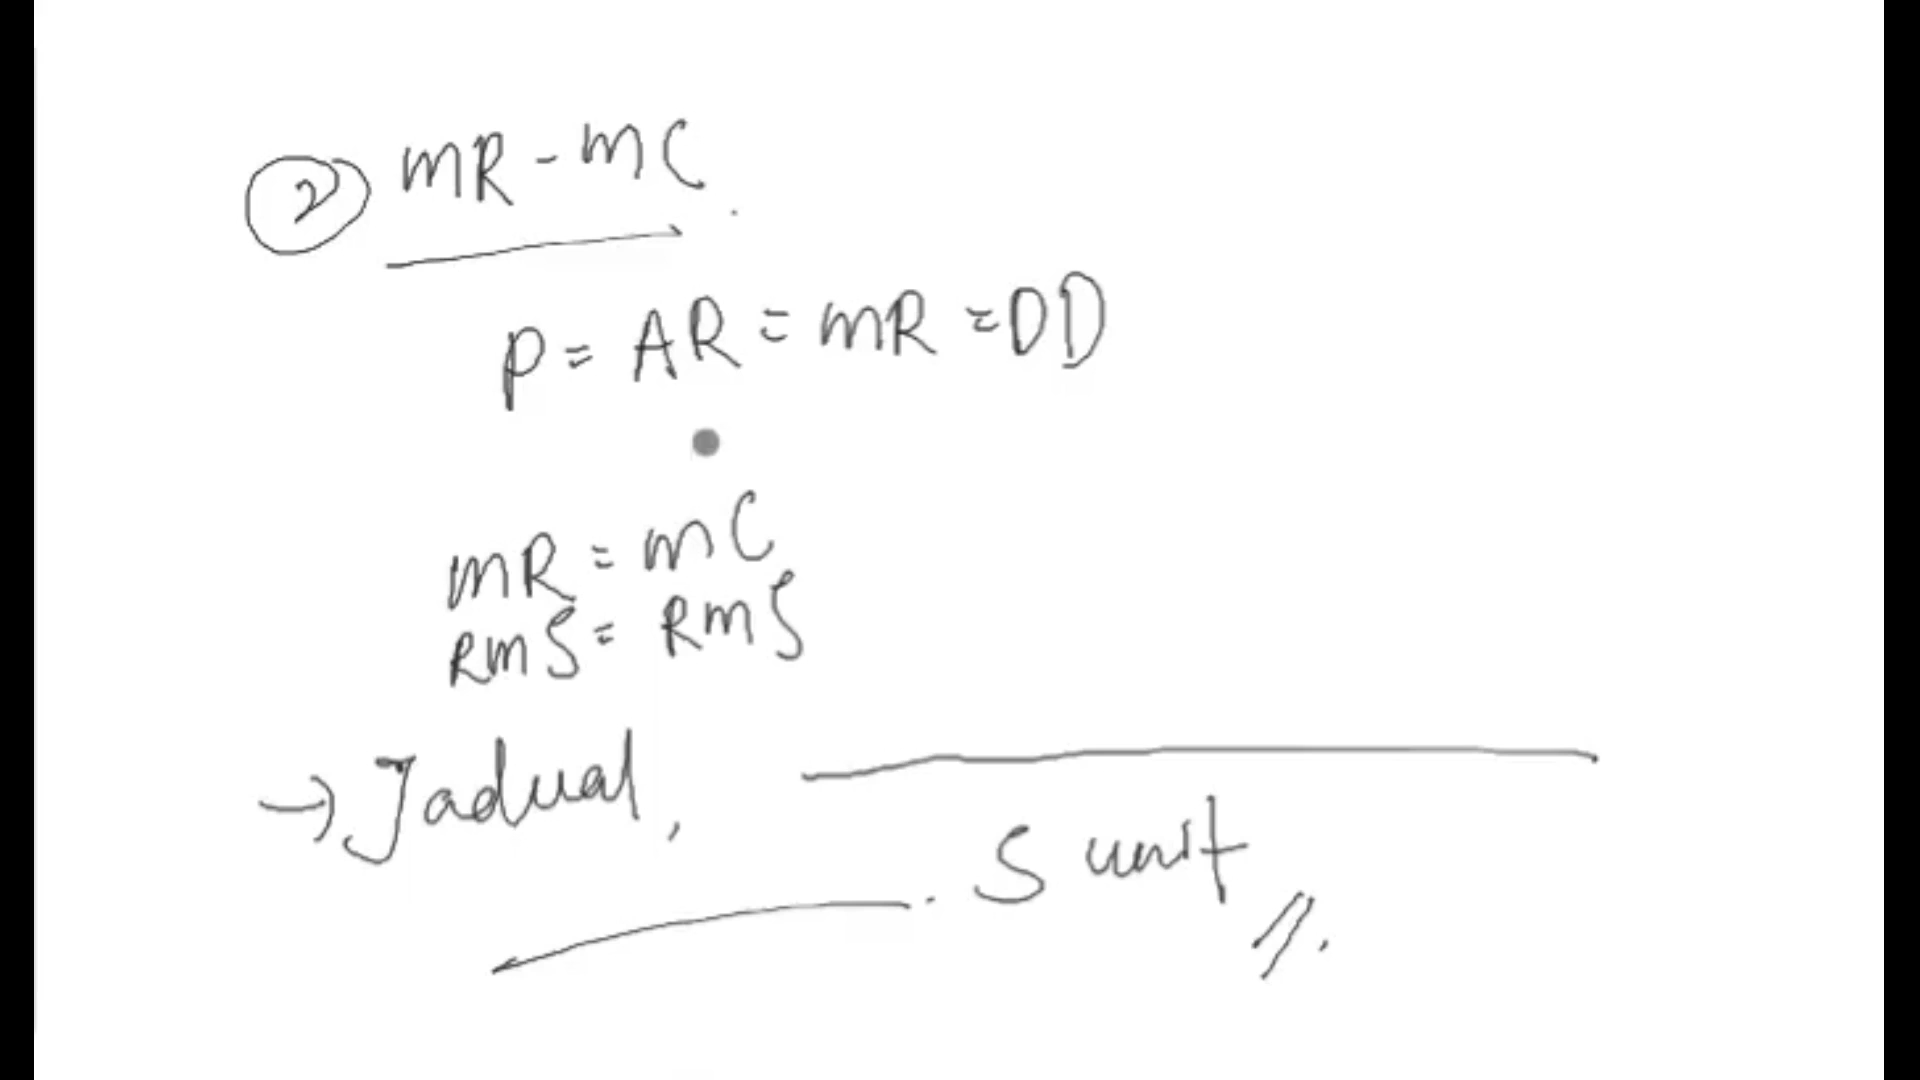 ② MR - MC.
P = AR = MR = DD
MR = MC
RM5 = RM5
→ Jadual,
5 unit //.